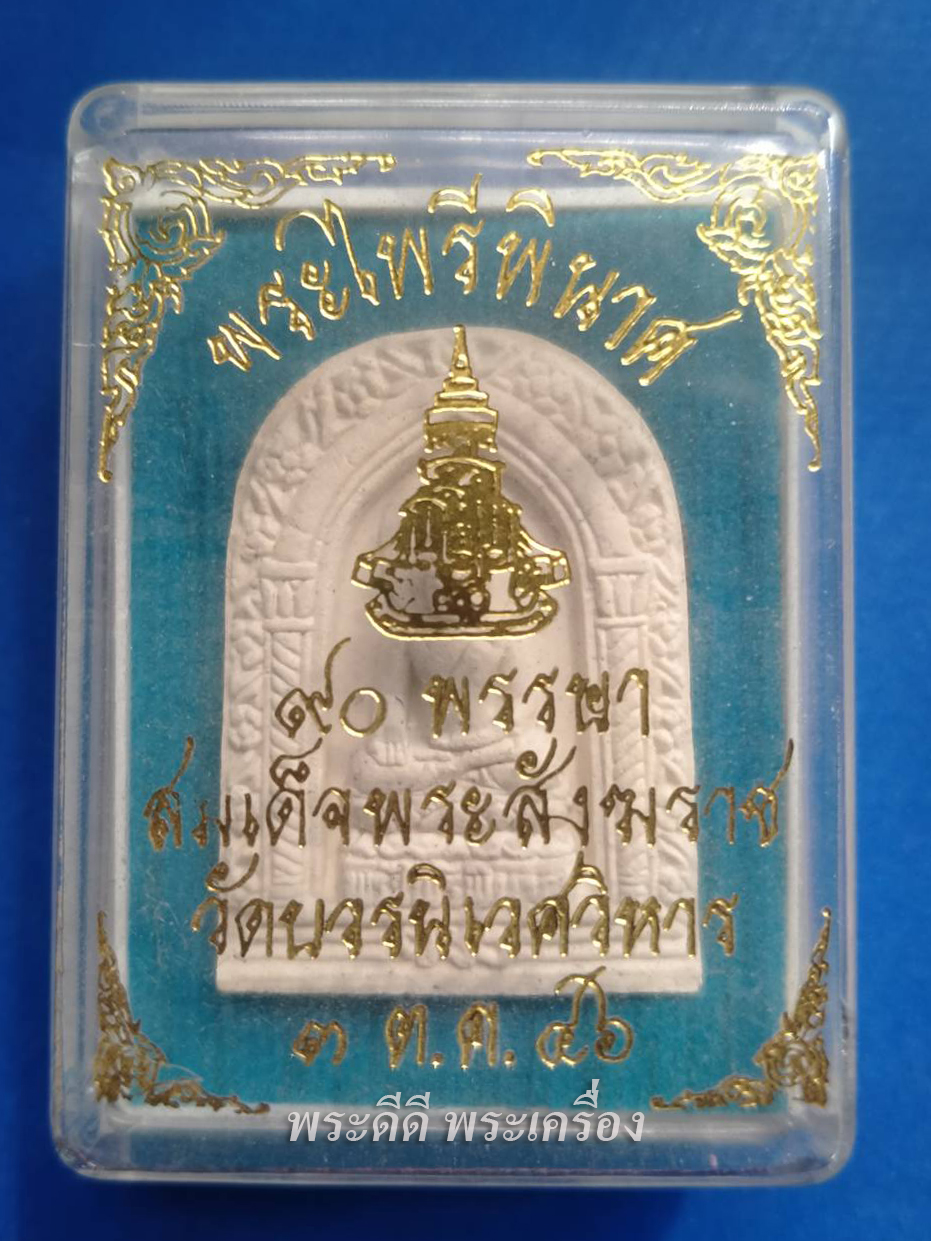 พระไพรีพินาศ
๙๐ พรรษา
สมเด็จพระสังฆราช
วัดบวรนิเวศวิหาร
๓ ต.ค. ๔๖
พระดีดี พระเครื่อง